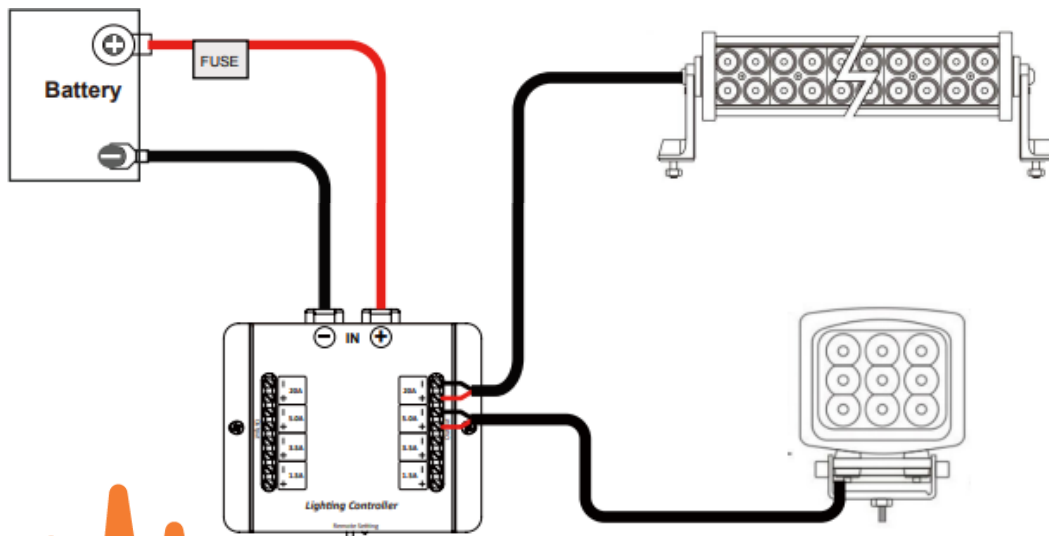 Battery
FUSE
IN
20A
5.0A
3.5A
1.5A
20A
5.0A
3.5A
1.5A
Lighting Controller
Remote Setting